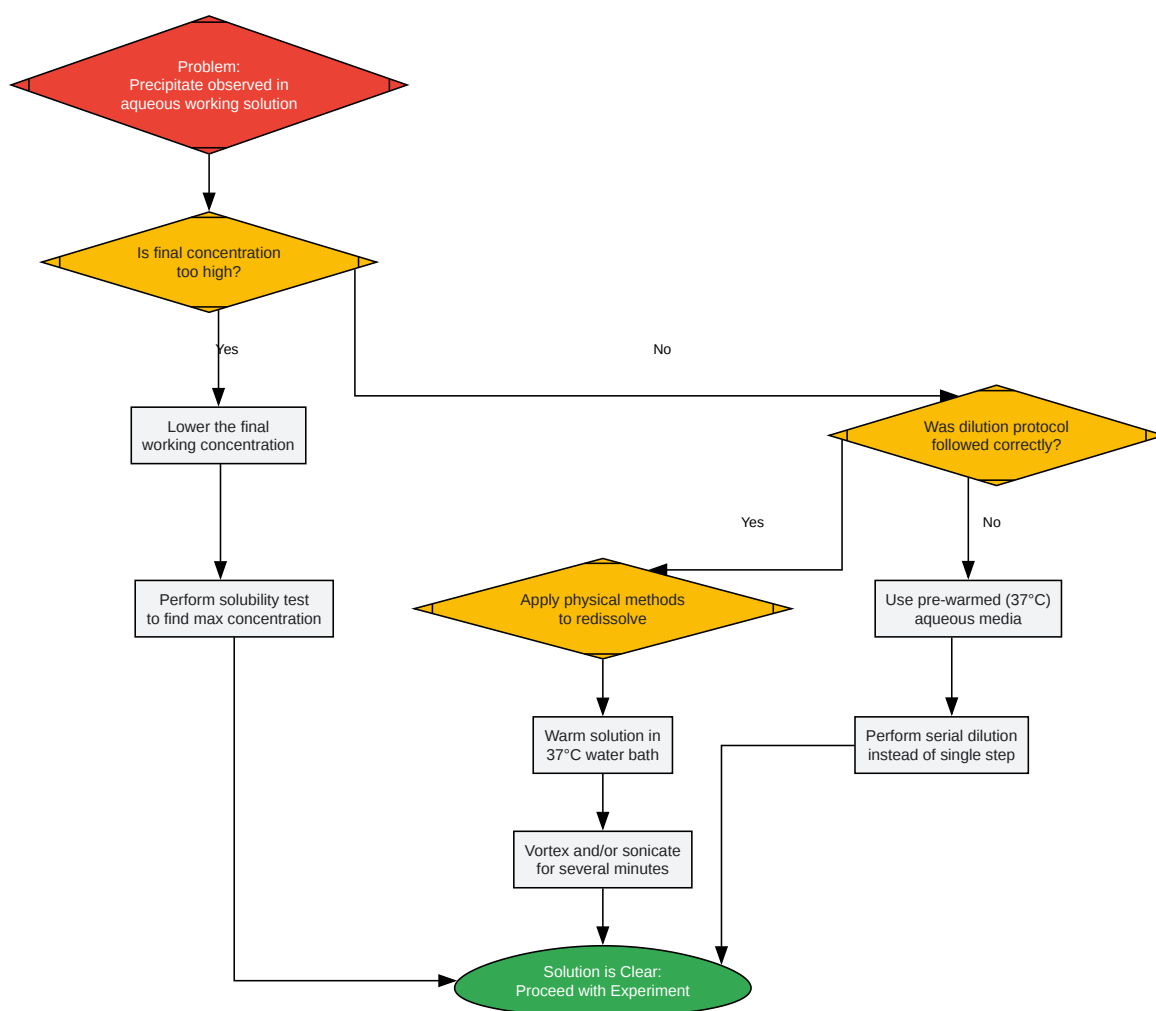 Problem:
Precipitate observed in
aqueous working solution
Is final concentration
too high?
Yes
No
Lower the final
working concentration
Was dilution protocol
followed correctly?
Yes
No
Perform solubility test
to find max concentration
Apply physical methods
to redissolve
Use pre-warmed (37°C)
aqueous media
Warm solution in
37°C water bath
Perform serial dilution
instead of single step
Vortex and/or sonicate
for several minutes
Solution is Clear:
Proceed with Experiment